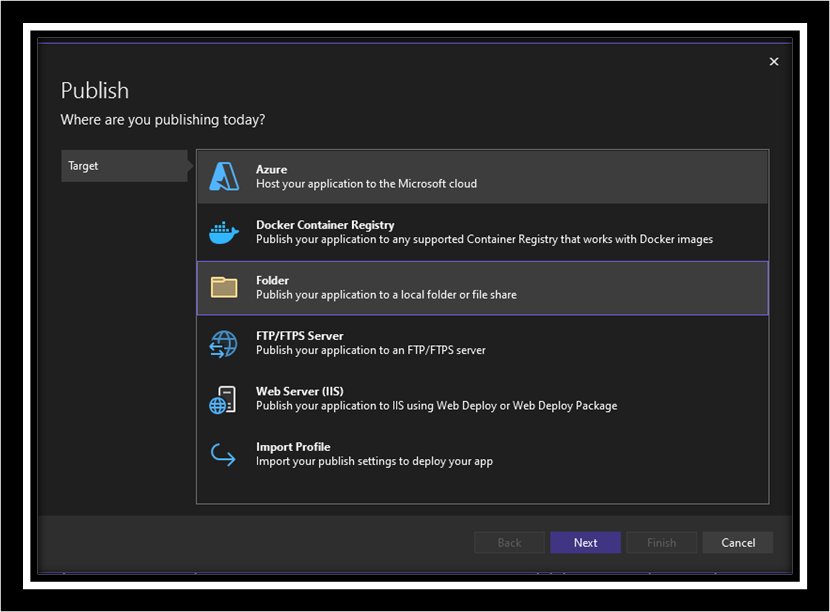 Publish
Where are you publishing today?
Target
Azure
Host your application to the Microsoft cloud
Docker Container Registry
Publish your application to any supported Container Registry that works with Docker images
Folder
Publish your application to a local folder or file share
FTP/FTPS Server
Publish your application to an FTP/FTPS server
Web Server (IIS)
Publish your application to IIS using Web Deploy or Web Deploy Package
Import Profile
Import your publish settings to deploy your app
Back
Next
Finish
Cancel